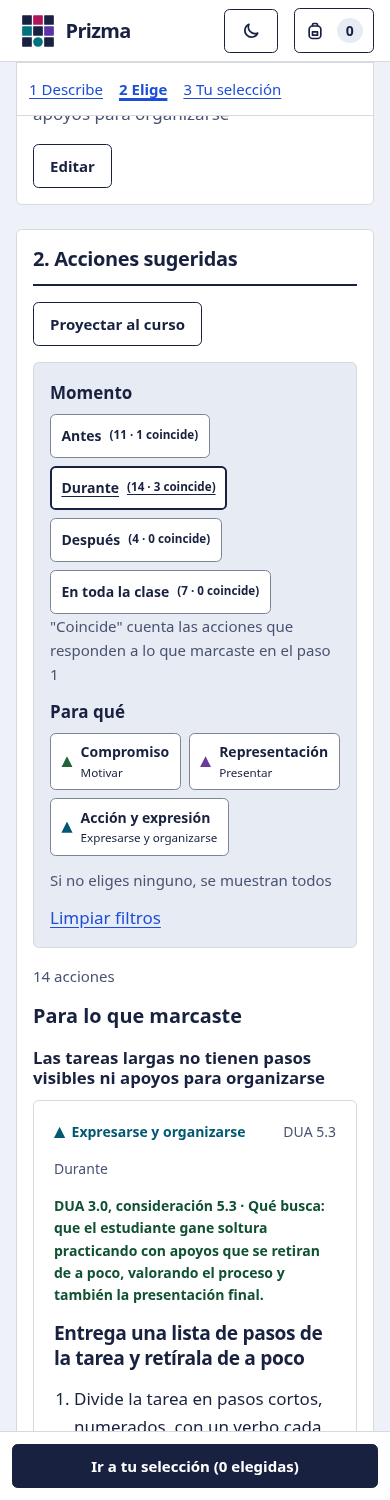 Prizma
0
1 Describe 2 Elige 3 Tu selección
apoyos para organizarse
Editar
2. Acciones sugeridas
Proyectar al curso
Momento
Antes (11 · 1 coincide)
Durante (14 · 3 coincide)
Después (4 · 0 coincide)
En toda la clase (7 · 0 coincide)
"Coincide" cuenta las acciones que
responden a lo que marcaste en el paso
1
Para qué
Compromiso
Motivar
Representación
Presentar
Acción y expresión
Expresarse y organizarse
Si no eliges ninguno, se muestran todos
Limpiar filtros
14 acciones
Para lo que marcaste
Las tareas largas no tienen pasos
visibles ni apoyos para organizarse
Expresarse y organizarse DUA 5.3
Durante
DUA 3.0, consideración 5.3 · Qué busca:
que el estudiante gane soltura
practicando con apoyos que se retiran
de a poco, valorando el proceso y
también la presentación final.
Entrega una lista de pasos de
la tarea y retírala de a poco
1. Divide la tarea en pasos cortos,
numerados, con un verbo cada
Ir a tu selección (0 elegidas)